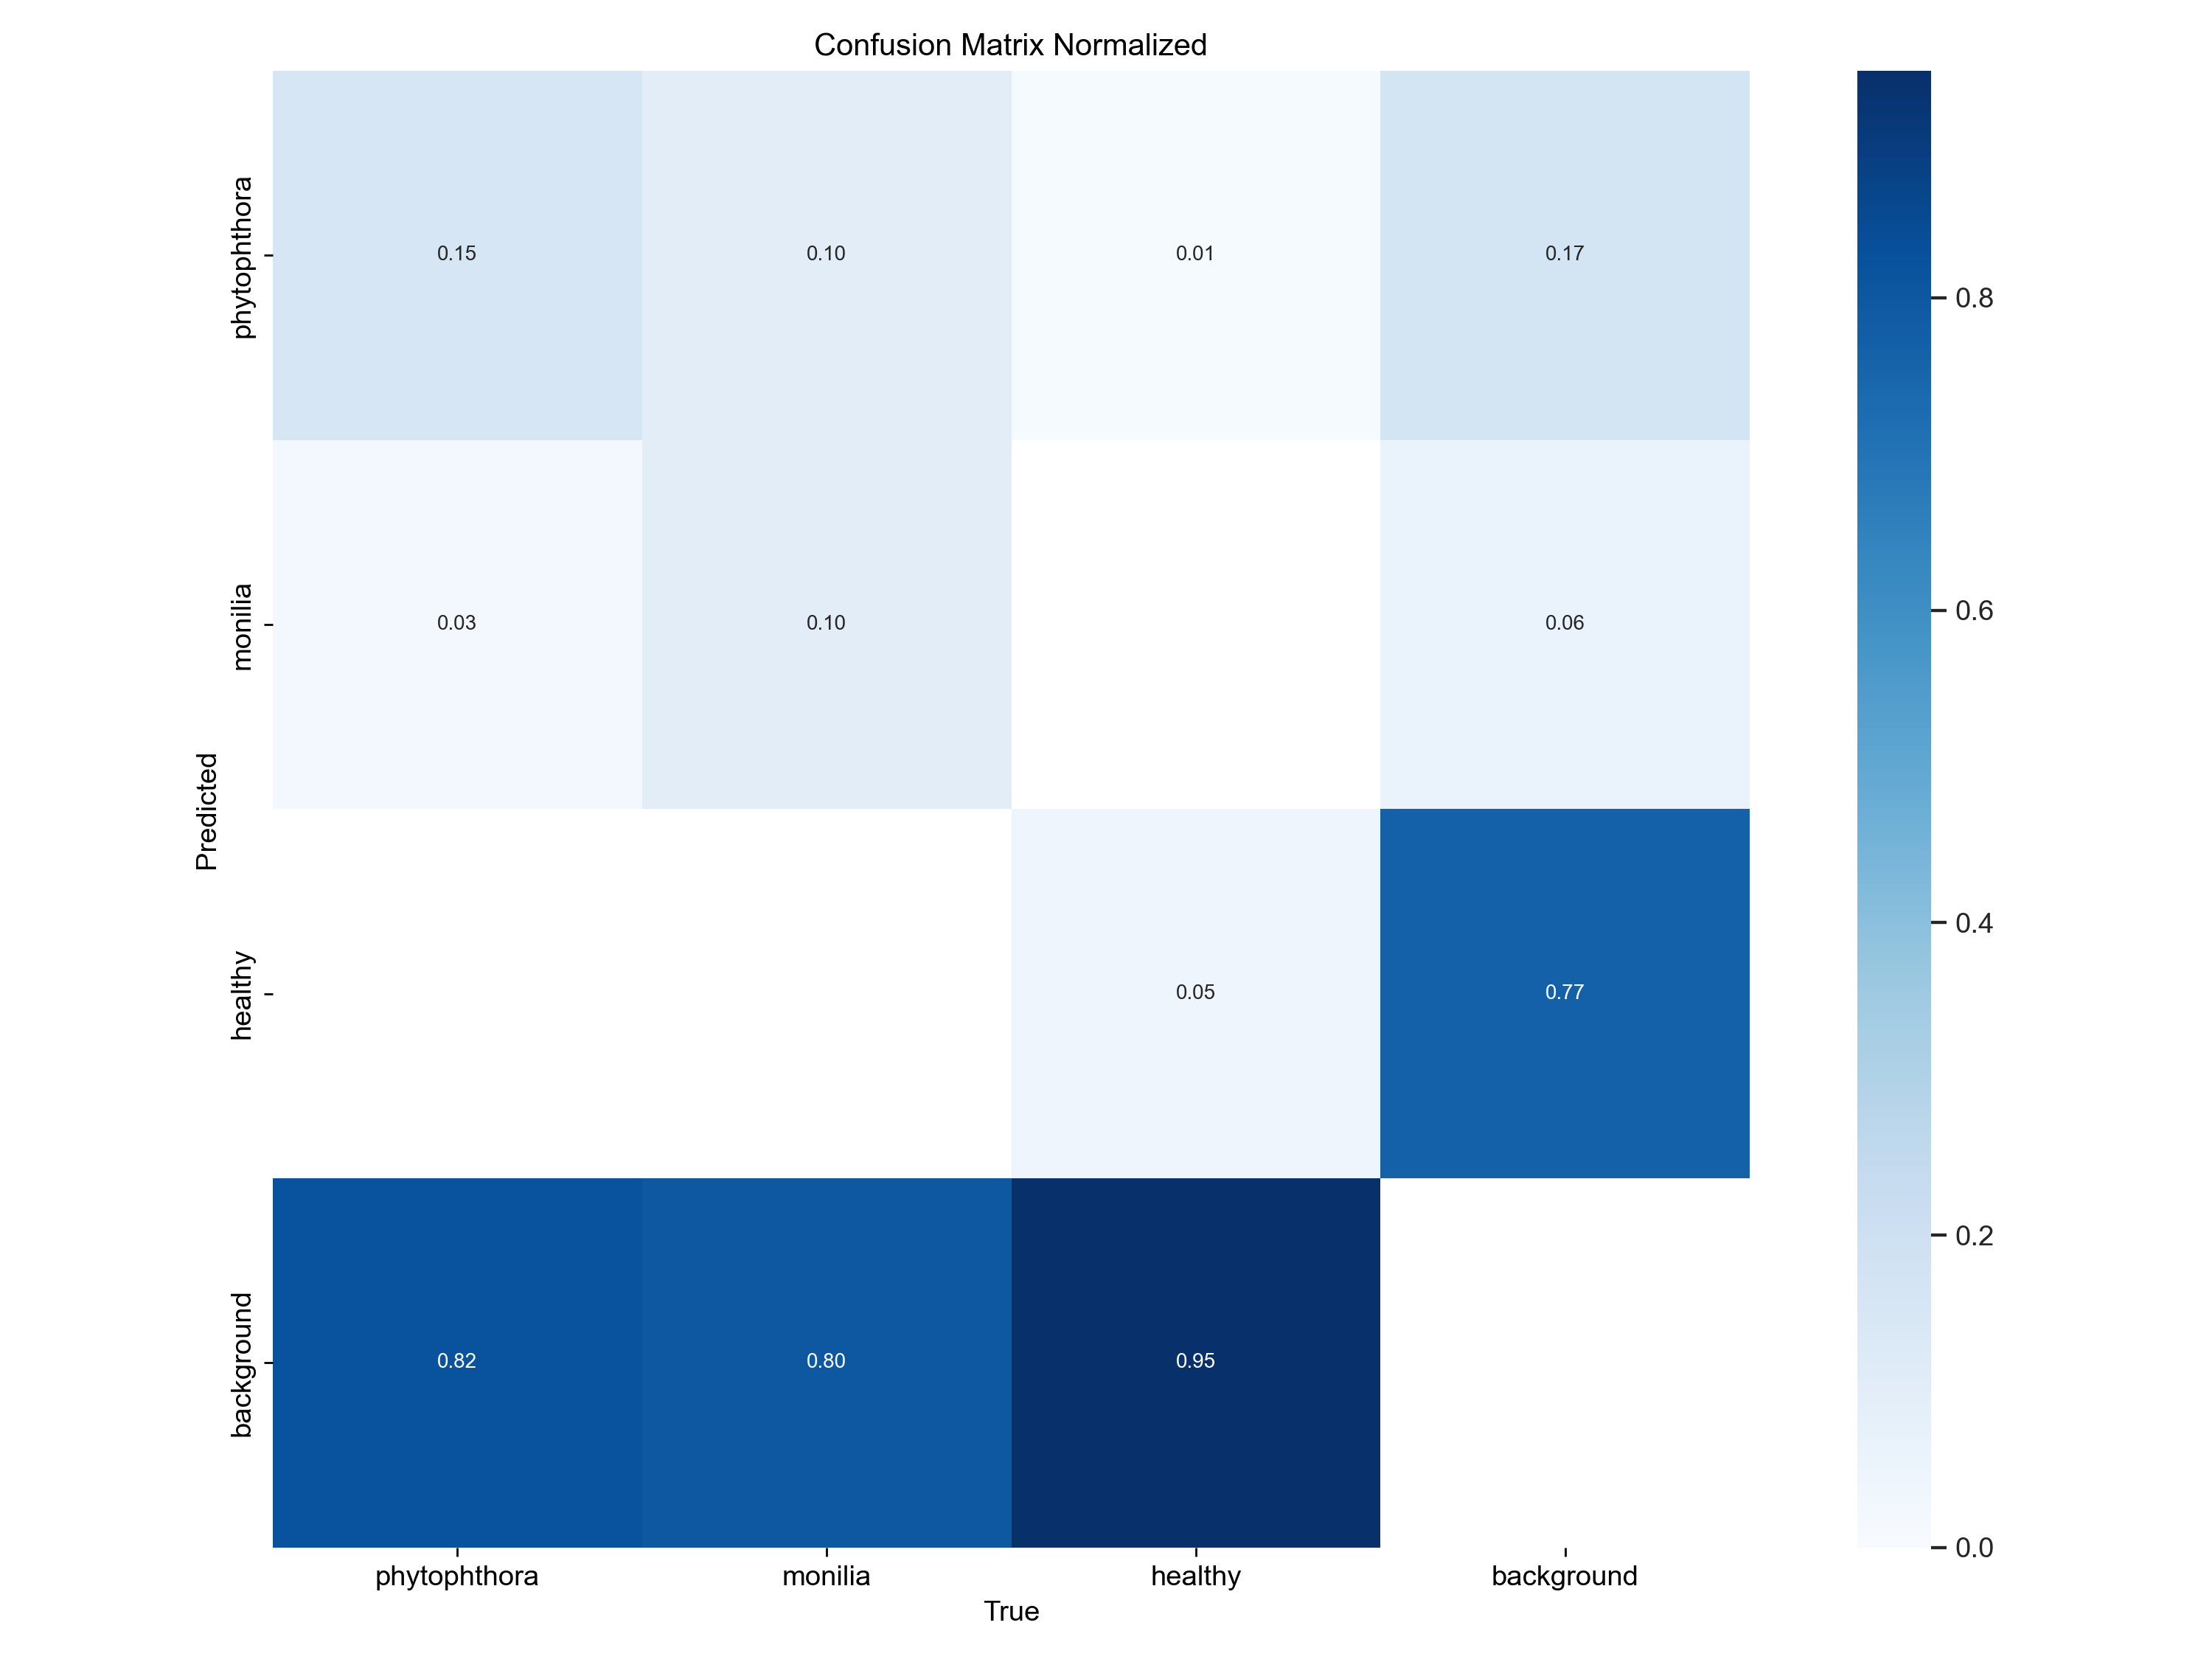 Confusion Matrix Normalized
phytophthora
0.15
0.10
0.01
0.17
monilia
0.03
0.10
0.06
healthy
0.05
0.77
background
0.82
0.80
0.95
phytophthora
monilia
healthy
background
True
Predicted
0.8
0.6
0.4
0.2
0.0